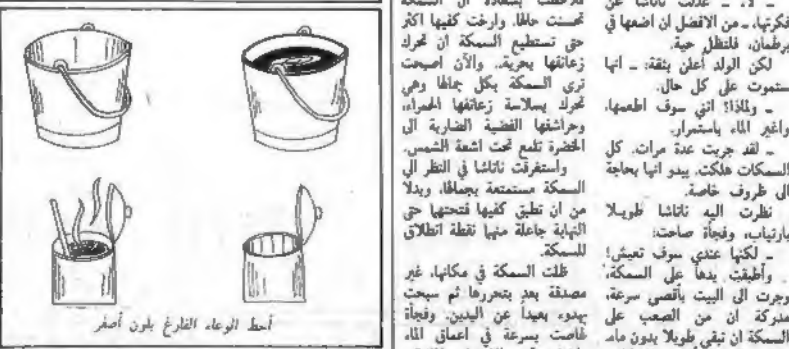 ـ لا. ـ عدلت ناتاشا عن
فكرتها. ـ من الافضل ان اضعها في
برطمان، فلتظل حية.
لكن الولد أعلن بثقة: ـ انها
ستموت على كل حال.
ـ ولماذا؟ انني سوف اطعمها،
واغير الماء باستمرار.
ـ لقد جربت عدة مرات. كل
السمكات هلكت. يبدو انها بحاجة
الى ظروف خاصة.
نظرت اليه ناتاشا طويلا
بارتياب، وفجأة صاحت:
ـ لكنها عندي سوف تعيش!
وأطبقت يدها على السمكة،
وجرت الى البيت بأقصى سرعة،
مدركة ان من الصعب على
السمكة ان تبقى طويلا بدون ماء.
السمكة
تحسنت حالها. وارخت كفيها اكثر
حتى تستطيع السمكة ان تحرك
زعانفها بحرية.. والآن اصبحت
ترى السمكة بكل جمالها وهي
تحرك بسلاسة زعانفها الحمراء،
وحراشفها الفضية الضاربة الى
الخضرة تلمع تحت اشعة الشمس.
واستغرقت ناتاشا في النظر الى
السمكة مستمتعة بجمالها. وبدلا
من ان تطبق كفيها فتحتها حتى
النهاية جاعلة منها نقطة انطلاق
للسمكة.
ظلت السمكة في مكانها، غير
مصدقة بعد بتحررها ثم سبحت
بهدوء بعيدا عن اليدين. وفجأة
غاصت بسرعة في اعماق الماء
أحط الوعاء الفارغ بلون أصفر